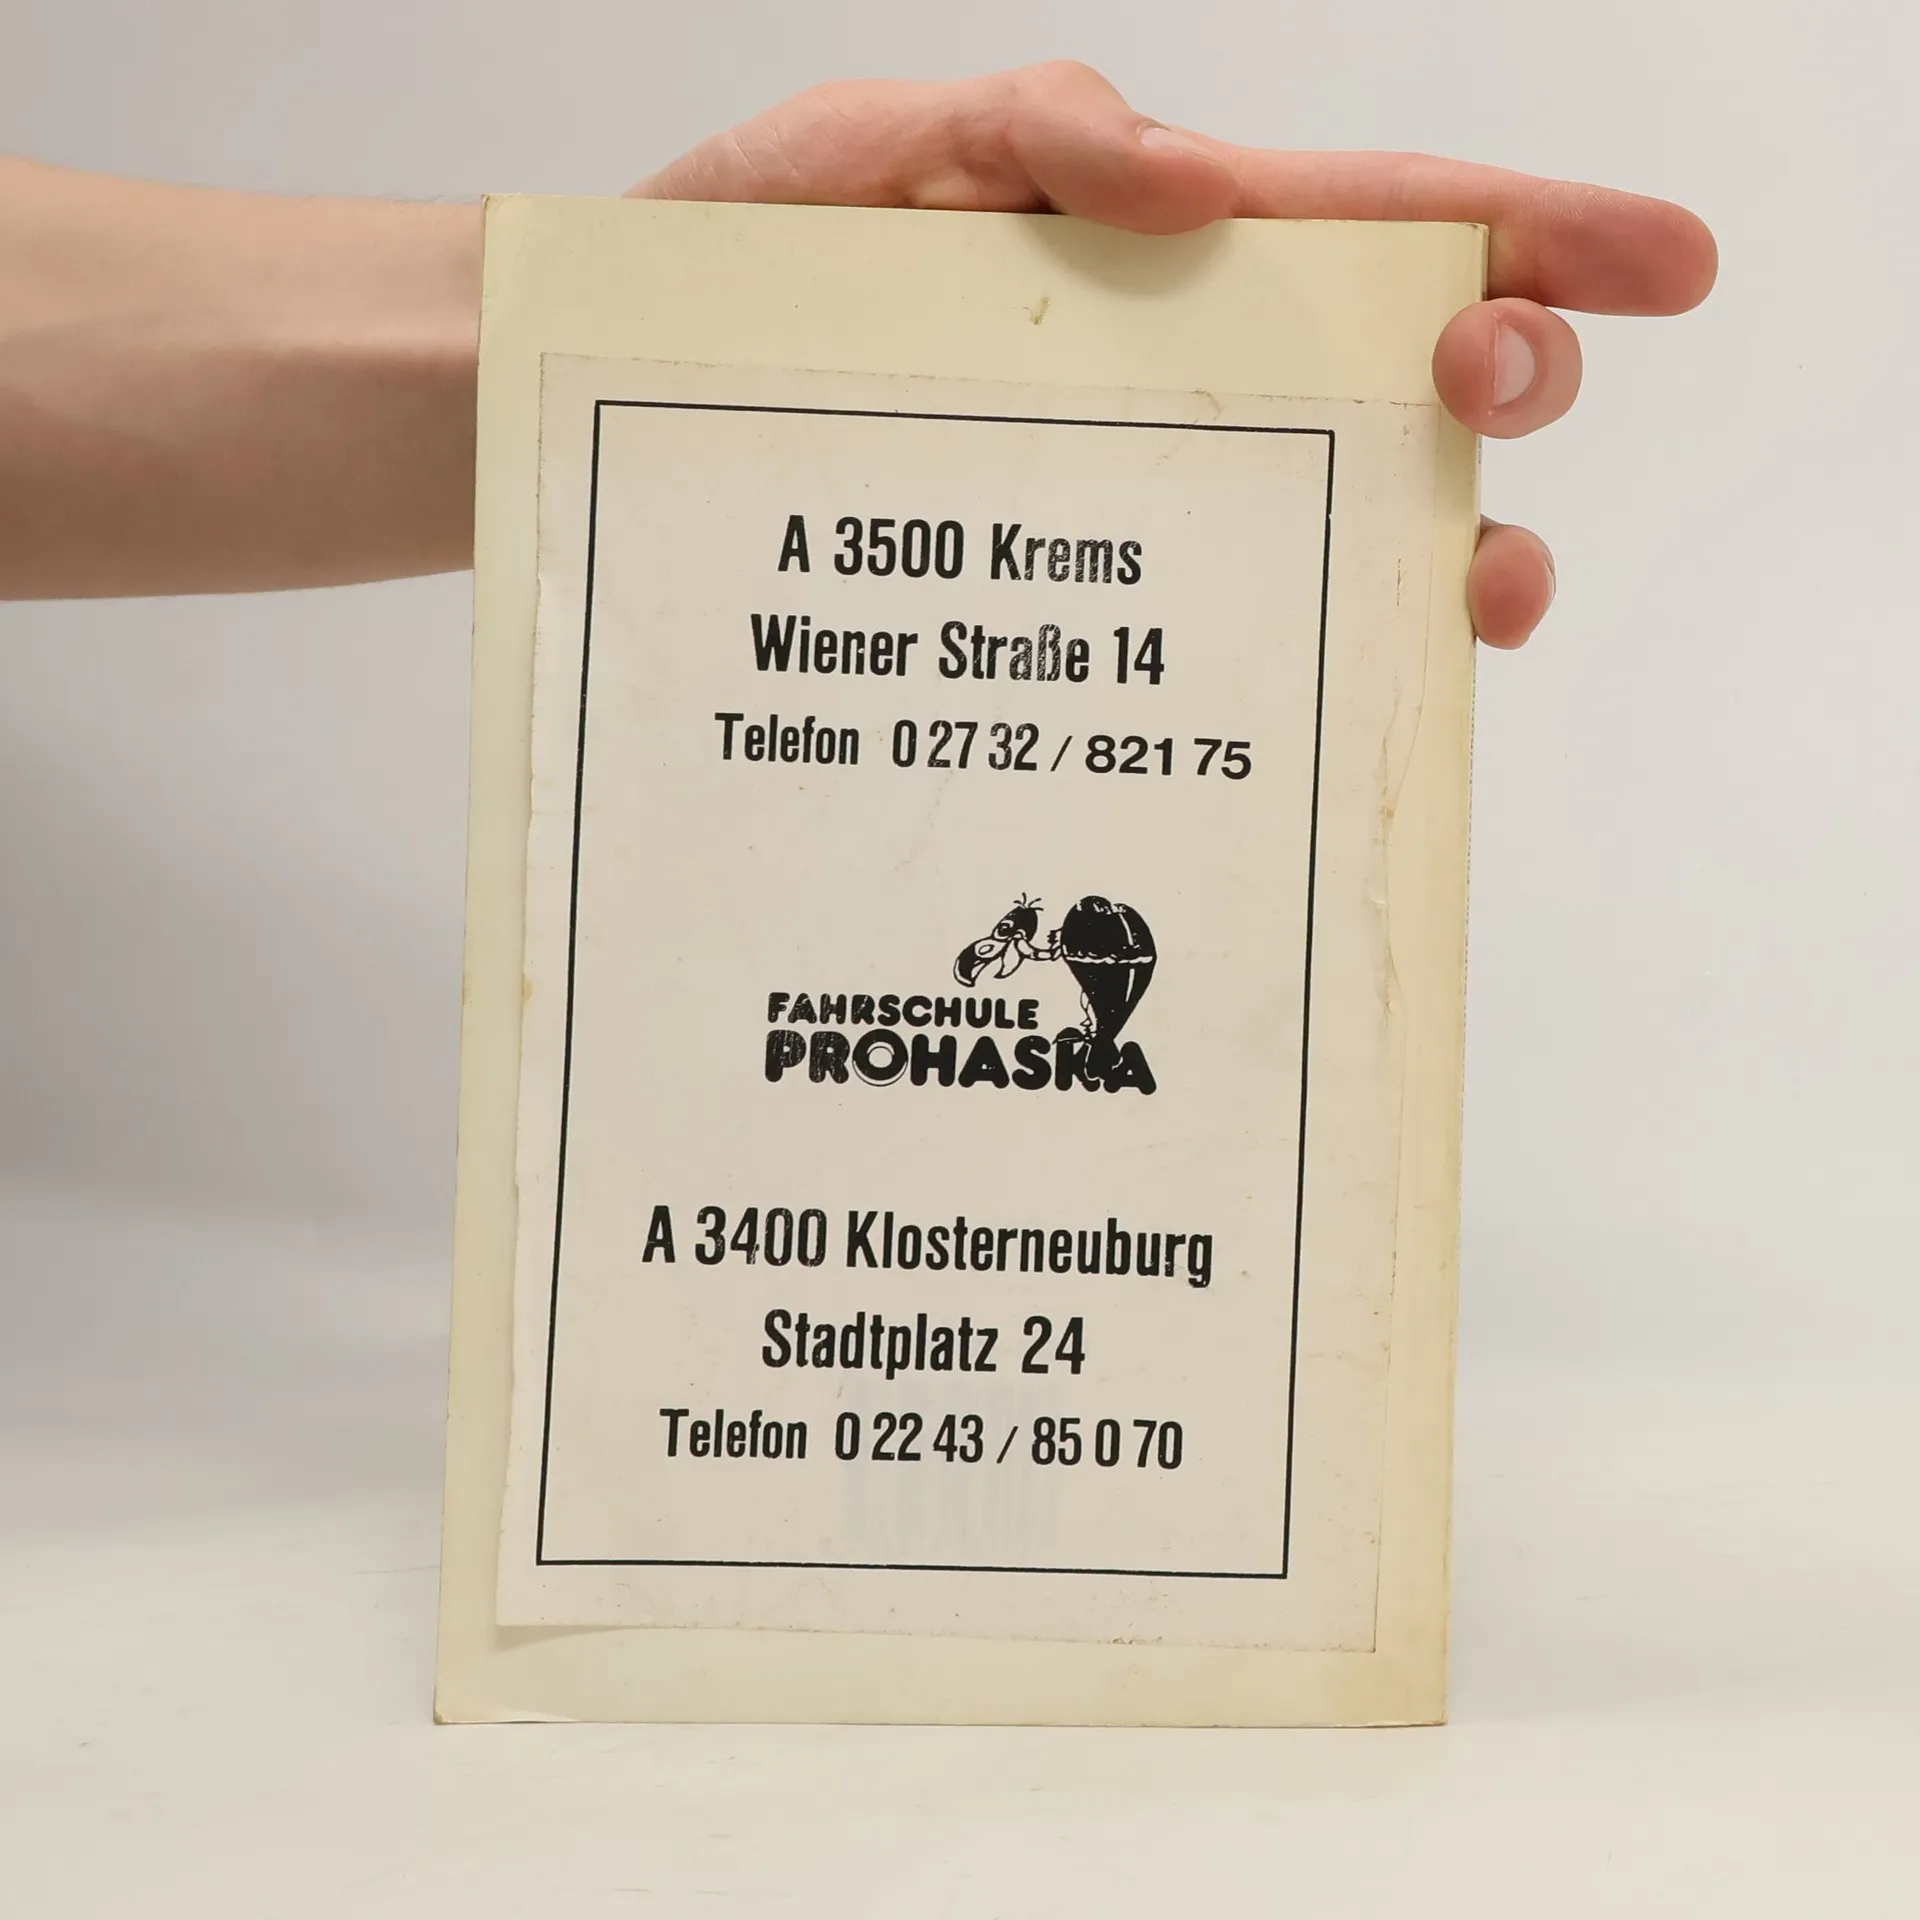 A 3500 Krems
Wiener Straße 14
Telefon 0 27 32 / 821 75
FAHRSCHULE
PROHASKA
A 3400 Klosterneuburg
Stadtplatz 24
Telefon 0 22 43 / 85 0 70